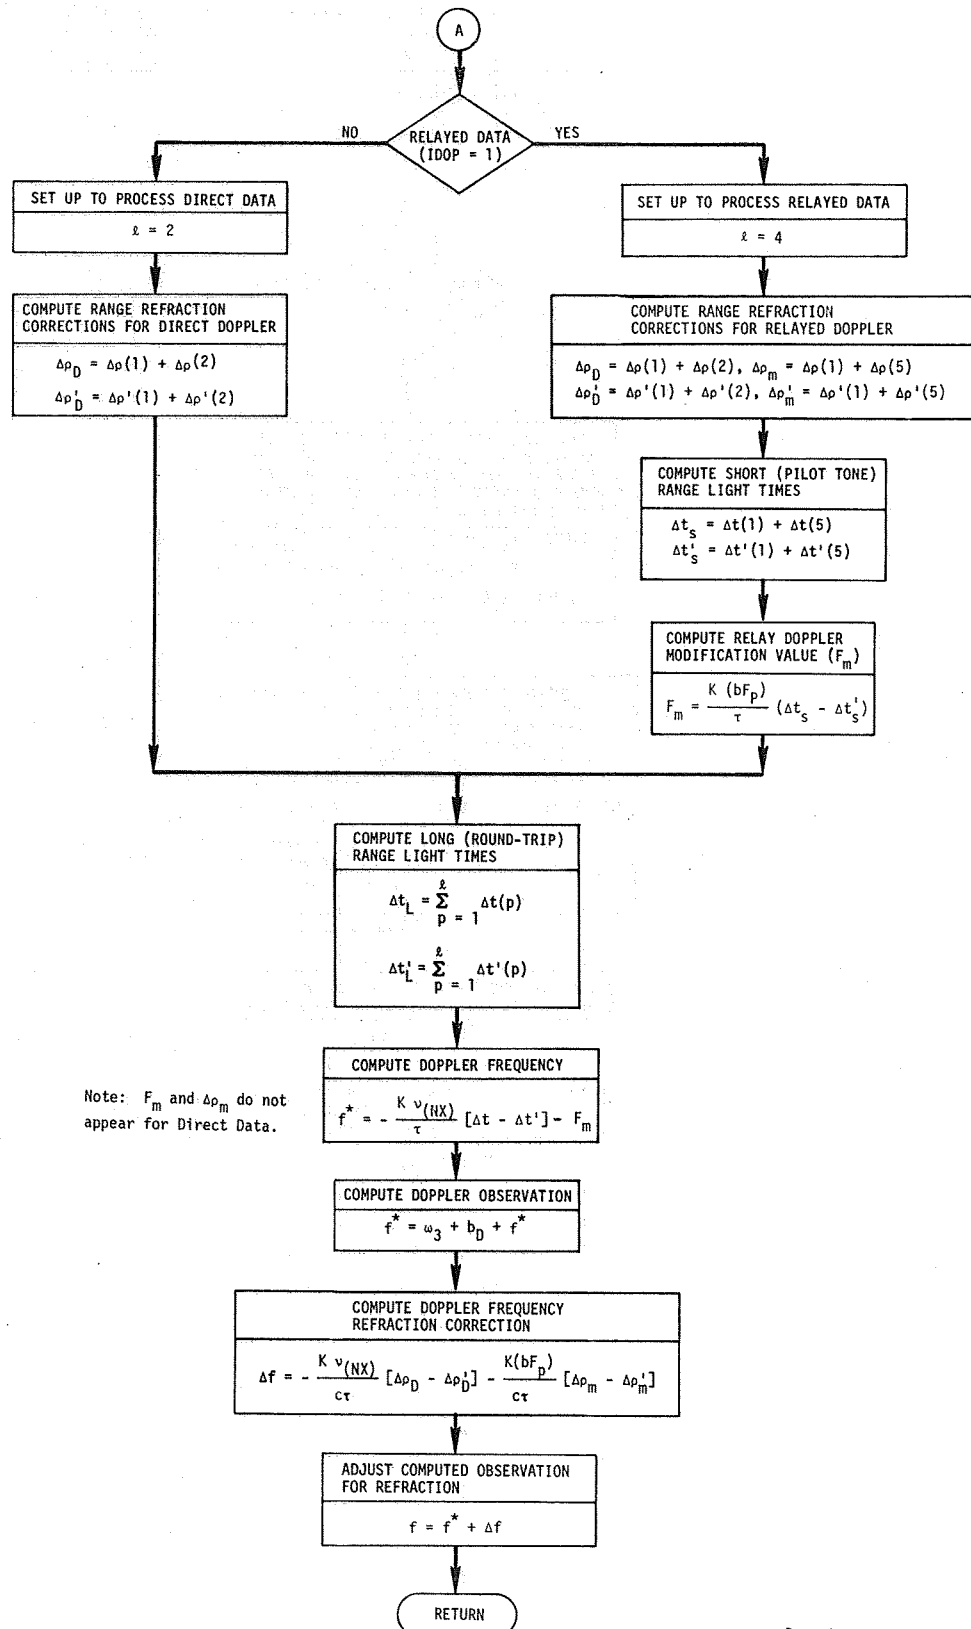 A
RELAYED DATA
(IDOP = 1)
NO
YES
SET UP TO PROCESS DIRECT DATA
ℓ = 2
COMPUTE RANGE REFRACTION
CORRECTIONS FOR DIRECT DOPPLER
Δρ_D = Δρ(1) + Δρ(2)
Δρ'_D = Δρ'(1) + Δρ'(2)
SET UP TO PROCESS RELAYED DATA
ℓ = 4
COMPUTE RANGE REFRACTION
CORRECTIONS FOR RELAYED DOPPLER
Δρ_D = Δρ(1) + Δρ(2), Δρ_m = Δρ(1) + Δρ(5)
Δρ'_D = Δρ'(1) + Δρ'(2), Δρ'_m = Δρ'(1) + Δρ'(5)
COMPUTE SHORT (PILOT TONE)
RANGE LIGHT TIMES
Δt_s = Δt(1) + Δt(5)
Δt'_s = Δt'(1) + Δt'(5)
COMPUTE RELAY DOPPLER
MODIFICATION VALUE (F_m)
F_m = K (bF_p) / τ (Δt_s - Δt'_s)
COMPUTE LONG (ROUND-TRIP)
RANGE LIGHT TIMES
Δt_L = Σ_{p = 1}^{ℓ} Δt(p)
Δt'_L = Σ_{p = 1}^{ℓ} Δt'(p)
COMPUTE DOPPLER FREQUENCY
f* = - K ν_(NX) / τ [Δt - Δt'] - F_m
Note: F_m and Δρ_m do not
appear for Direct Data.
COMPUTE DOPPLER OBSERVATION
f* = ω_3 + b_D + f*
COMPUTE DOPPLER FREQUENCY
REFRACTION CORRECTION
Δf = - K ν_(NX) / cτ [Δρ_D - Δρ'_D] - K(bF_p) / cτ [Δρ_m - Δρ'_m]
ADJUST COMPUTED OBSERVATION
FOR REFRACTION
f = f* + Δf
RETURN